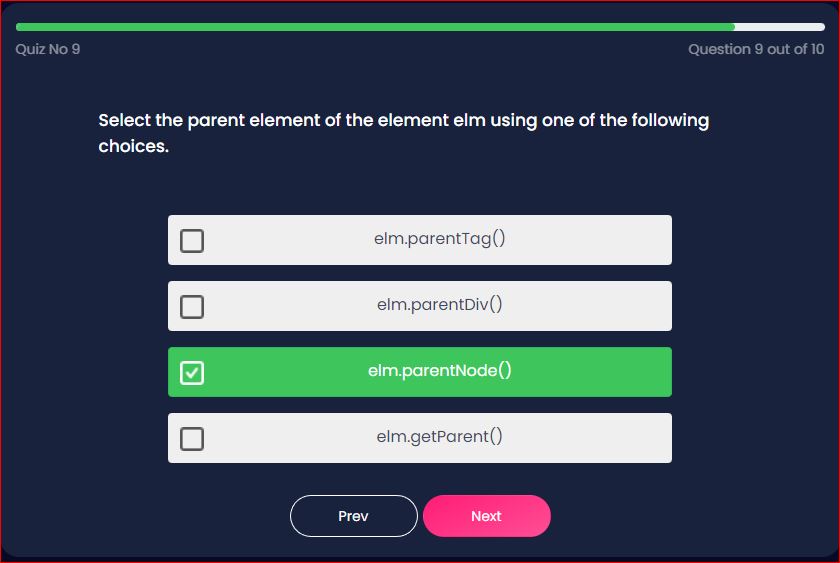 Quiz No 9
Question 9 out of 10
Select the parent element of the element elm using one of the following
choices.
elm.parentTag()
elm.parentDiv()
elm.parentNode()
elm.getParent()
Prev
Next